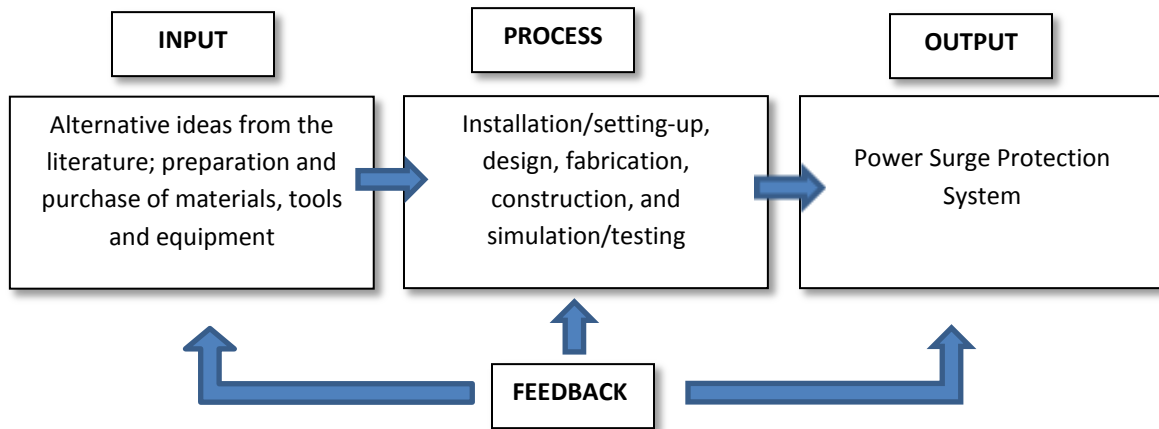 INPUT
Alternative ideas from the
literature; preparation and
purchase of materials, tools
and equipment
PROCESS
Installation/setting-up,
design, fabrication,
construction, and
simulation/testing
OUTPUT
Power Surge Protection
System
FEEDBACK